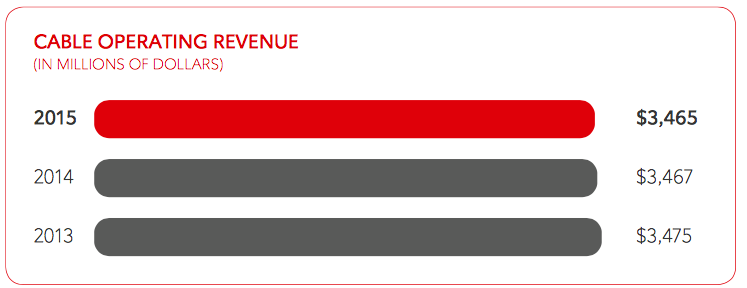 CABLE OPERATING REVENUE
(IN MILLIONS OF DOLLARS)
2015 $3,465
2014 $3,467
2013 $3,475